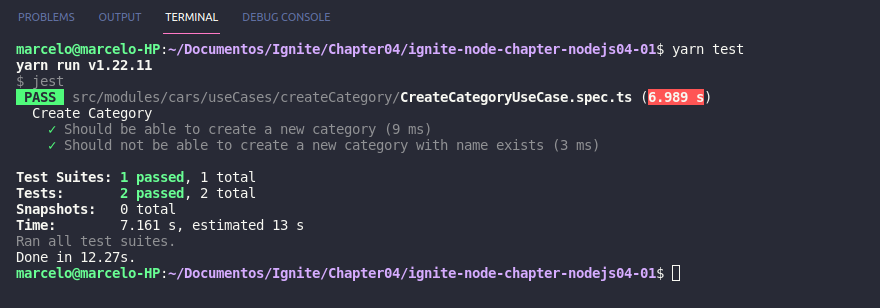 PROBLEMS OUTPUT TERMINAL DEBUG CONSOLE
marcelo@marcelo-HP:~/Documentos/Ignite/Chapter04/ignite-node-chapter-nodejs04-01$ yarn test
yarn run v1.22.11
$ jest
PASS src/modules/cars/useCases/createCategory/CreateCategoryUseCase.spec.ts (6.989 s)
Create Category
✓ Should be able to create a new category (9 ms)
✓ Should not be able to create a new category with name exists (3 ms)
Test Suites: 1 passed, 1 total
Tests: 2 passed, 2 total
Snapshots: 0 total
Time: 7.161 s, estimated 13 s
Ran all test suites.
Done in 12.27s.
marcelo@marcelo-HP:~/Documentos/Ignite/Chapter04/ignite-node-chapter-nodejs04-01$